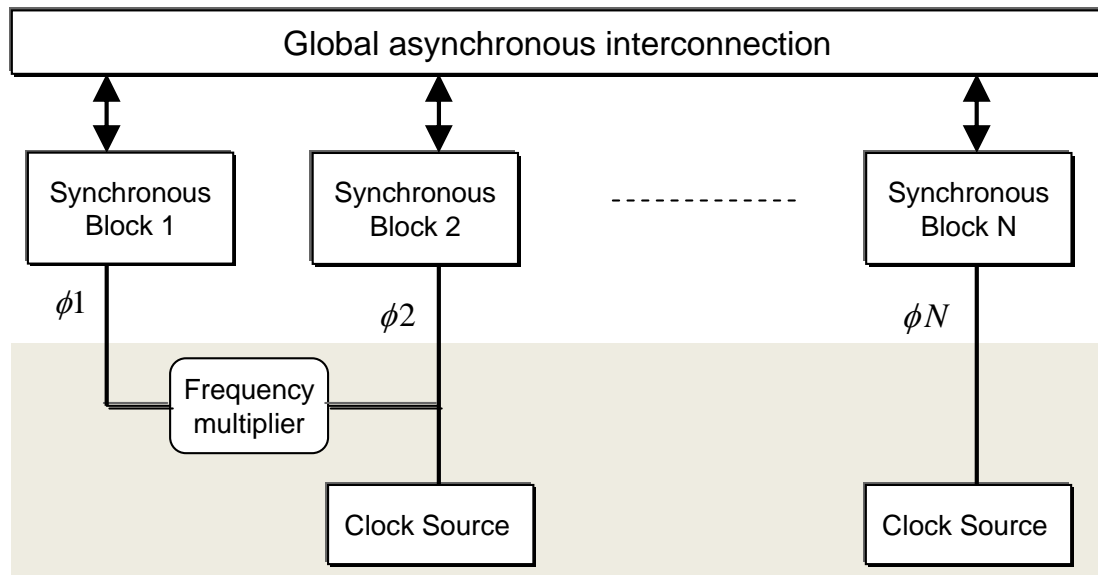 Global asynchronous interconnection
Synchronous
Block 1
Synchronous
Block 2
Synchronous
Block N
ϕ1
ϕ2
ϕN
Frequency
multiplier
Clock Source
Clock Source